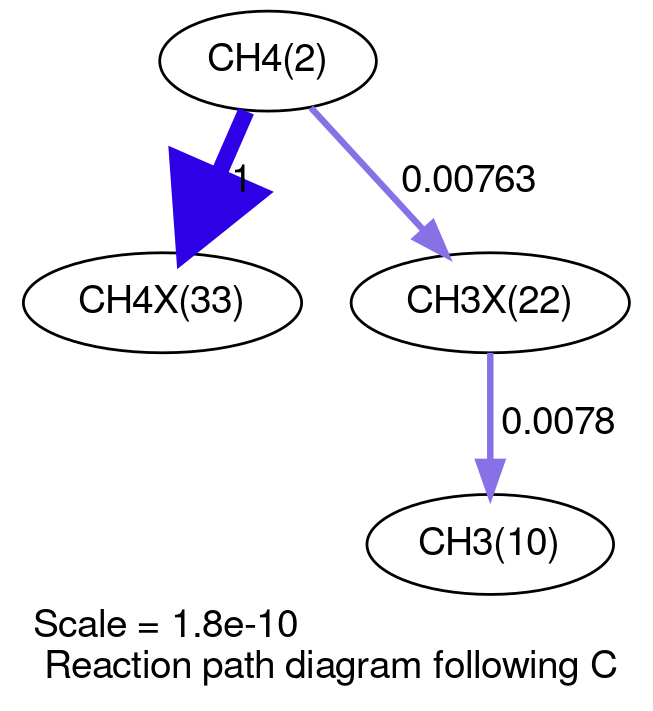 CH4(2)
1
0.00763
CH4X(33)
CH3X(22)
0.0078
CH3(10)
Scale = 1.8e-10
Reaction path diagram following C